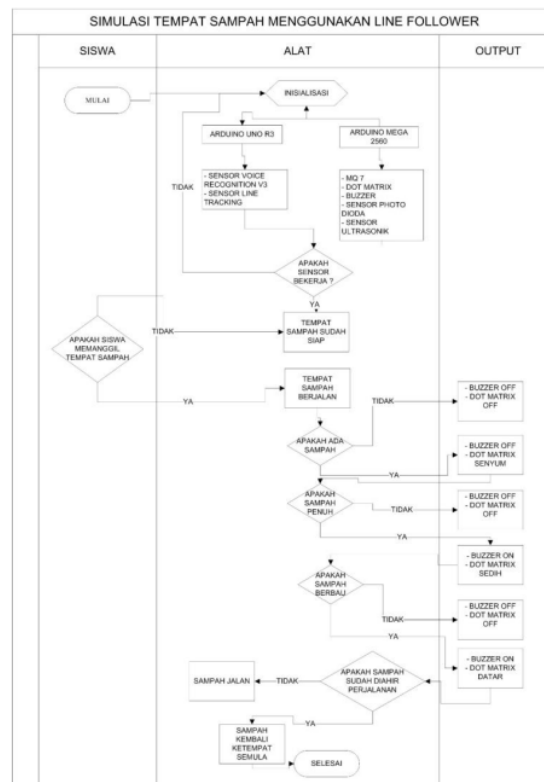 SIMULASI TEMPAT SAMPAH MENGGUNAKAN LINE FOLLOWER
SISWA
ALAT
OUTPUT
MULAI
INISIALISASI
ARDUINO UNO R3
ARDUINO MEGA
2560
- SENSOR VOICE
RECOGNITION V3
- SENSOR LINE
TRACKING
- MQ 7
- DOT MATRIX
- BUZZER
- SENSOR PHOTO
DIODA
- SENSOR
ULTRASONIK
TIDAK
APAKAH
SENSOR
BEKERJA ?
YA
APAKAH SISWA
MEMANGGIL
TEMPAT SAMPAH
TIDAK
TEMPAT
SAMPAH SUDAH
SIAP
YA
TEMPAT
SAMPAH
BERJALAN
TIDAK
- BUZZER OFF
- DOT MATRIX
OFF
APAKAH ADA
SAMPAH
YA
- BUZZER OFF
- DOT MATRIX
SENYUM
APAKAH
SAMPAH
PENUH
TIDAK
- BUZZER OFF
- DOT MATRIX
OFF
YA
- BUZZER ON
- DOT MATRIX
SEDIH
APAKAH
SAMPAH
BERBAU
TIDAK
- BUZZER OFF
- DOT MATRIX
OFF
YA
- BUZZER ON
- DOT MATRIX
DATAR
APAKAH SAMPAH
SUDAH DIAHIR
PERJALANAN
TIDAK
SAMPAH JALAN
YA
SAMPAH
KEMBALI
KETEMPAT
SEMULA
SELESAI